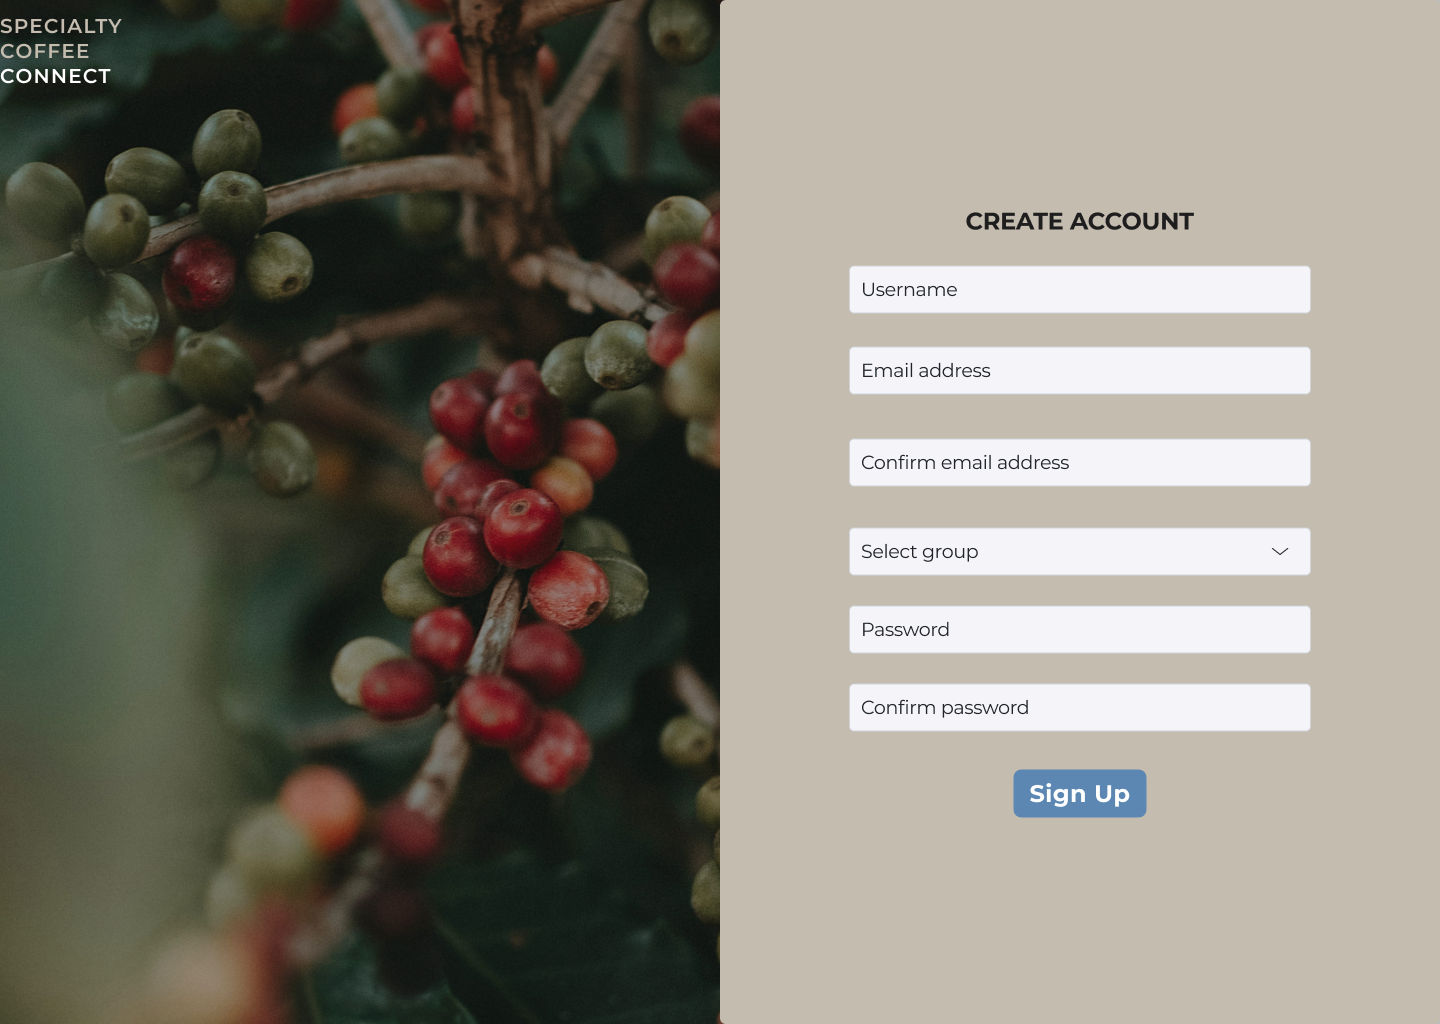 SPECIALTY
COFFEE
CONNECT
CREATE ACCOUNT
Username
Email address
Confirm email address
Select group
Password
Confirm password
Sign Up